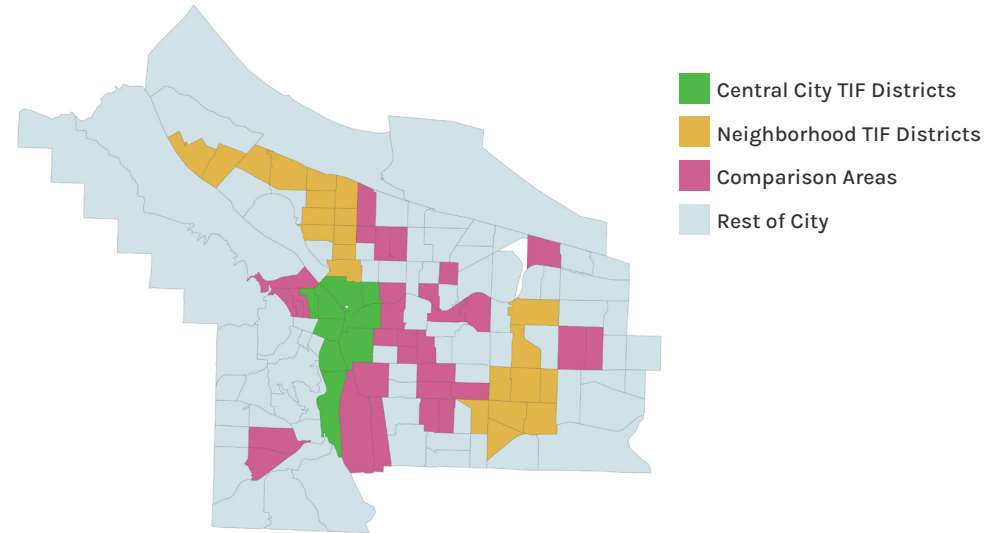 Central City TIF Districts
Neighborhood TIF Districts
Comparison Areas
Rest of City